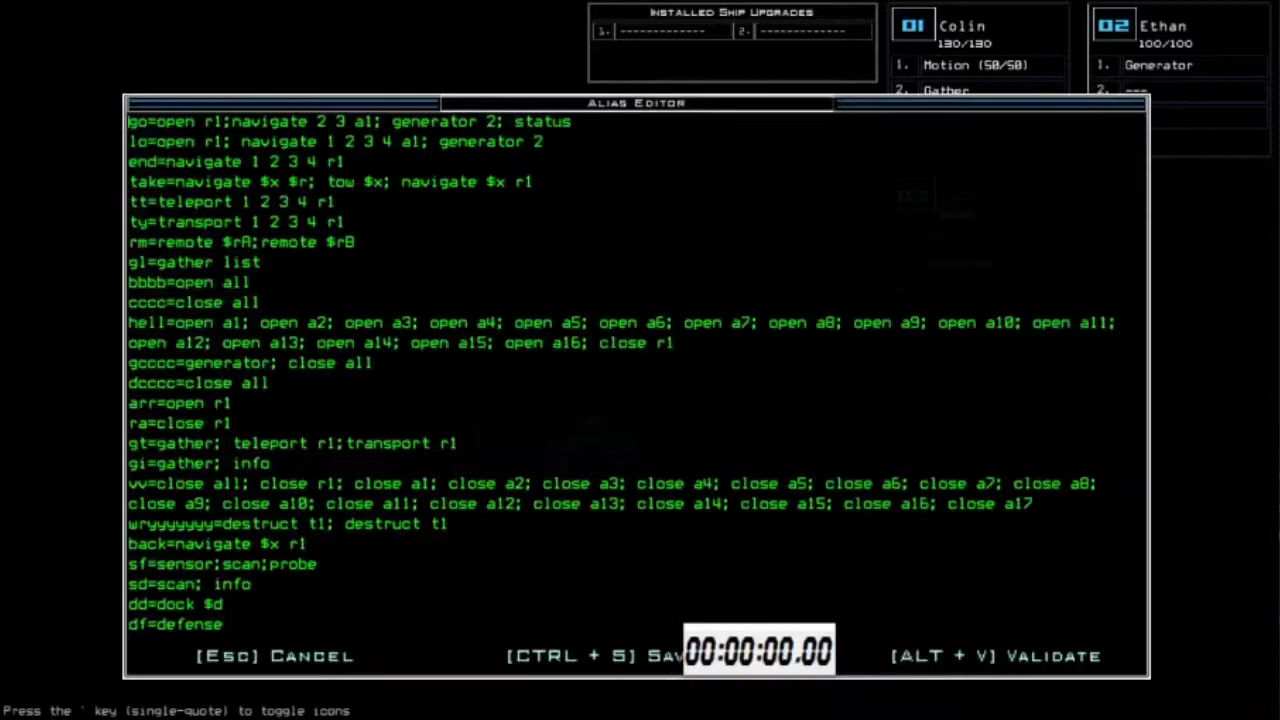 Installed Ship Upgrades
1. ------------- 2. -------------
01 Colin
130/130
1. Motion (50/50)
2. Gather
02 Ethan
100/100
1. Generator
2. ---
Alias Editor
go=open r1;navigate 2 3 a1; generator 2; status
lo=open r1; navigate 1 2 3 4 a1; generator 2
end=navigate 1 2 3 4 r1
take=navigate $x $r; tow $x; navigate $x r1
tt=teleport 1 2 3 4 r1
ty=transport 1 2 3 4 r1
rm=remote $rA;remote $rB
gl=gather list
bbbb=open all
cccc=close all
hell=open a1; open a2; open a3; open a4; open a5; open a6; open a7; open a8; open a9; open a10; open a11;
open a12; open a13; open a14; open a15; open a16; close r1
gcccc=generator; close all
dcccc=close all
arr=open r1
ra=close r1
gt=gather; teleport r1;transport r1
gi=gather; info
vv=close all; close r1; close a1; close a2; close a3; close a4; close a5; close a6; close a7; close a8;
close a9; close a10; close a11; close a12; close a13; close a14; close a15; close a16; close a17
wryyyyyyy=destruct t1; destruct t1
back=navigate $x r1
sf=sensor;scan;probe
sd=scan; info
dd=dock $d
df=defense
[Esc] Cancel [CTRL + S] Sav 00:00:00.00 [ALT + V] Validate
Press the ' key (single-quote) to toggle icons